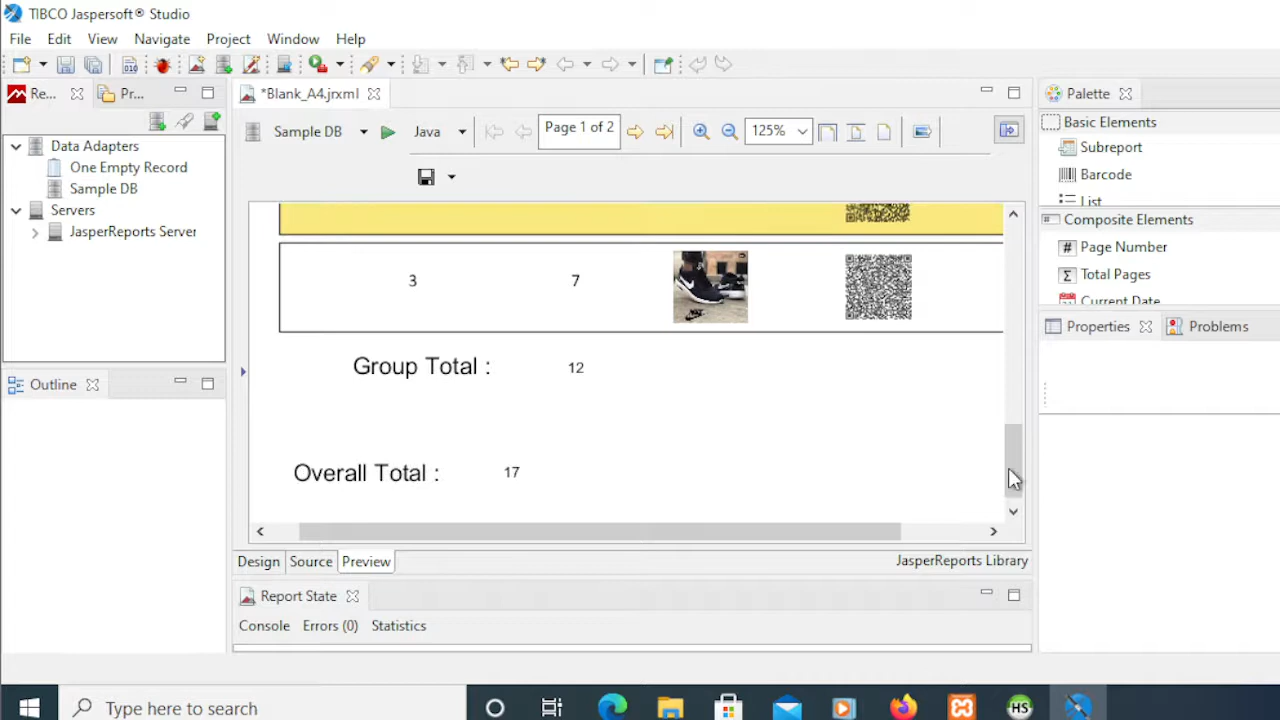 TIBCO Jaspersoft® Studio
File Edit View Navigate Project Window Help
Re... Pr... *Blank_A4.jrxml Palette
Sample DB Java Page 1 of 2 125%
Basic Elements
Subreport
Barcode
List
Composite Elements
Page Number
Total Pages
Current Date
Data Adapters
One Empty Record
Sample DB
Servers
JasperReports Server
Outline
3 7
Group Total : 12
Overall Total : 17
Properties Problems
Design Source Preview JasperReports Library
Report State
Console Errors (0) Statistics
Type here to search
HS